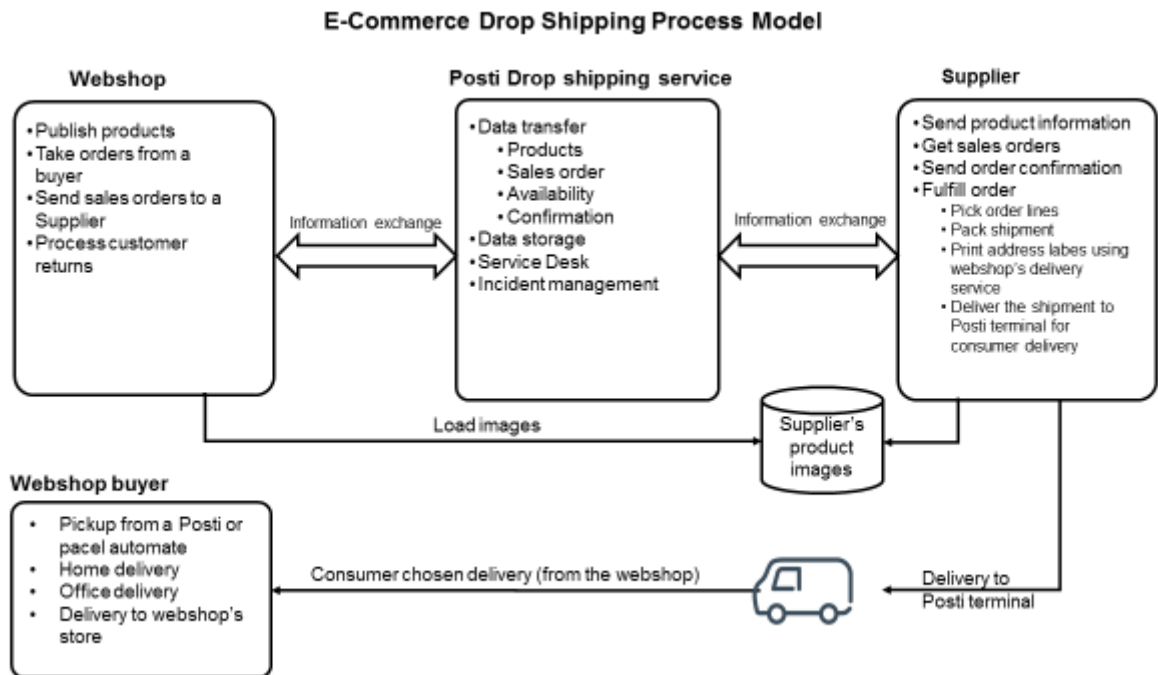 E-Commerce Drop Shipping Process Model
Webshop
•Publish products
•Take orders from a
buyer
•Send sales orders to a
Supplier
•Process customer
returns
Information exchange
Posti Drop shipping service
•Data transfer
•Products
•Sales order
•Availability
•Confirmation
•Data storage
•Service Desk
•Incident management
Information exchange
Supplier
•Send product information
•Get sales orders
•Send order confirmation
•Fulfill order
•Pick order lines
•Pack shipment
•Print address labes using
webshop's delivery
service
•Deliver the shipment to
Posti terminal for
consumer delivery
Load images
Supplier's
product
images
Webshop buyer
• Pickup from a Posti or
pacel automate
• Home delivery
• Office delivery
• Delivery to webshop's
store
Consumer chosen delivery (from the webshop)
Delivery to
Posti terminal